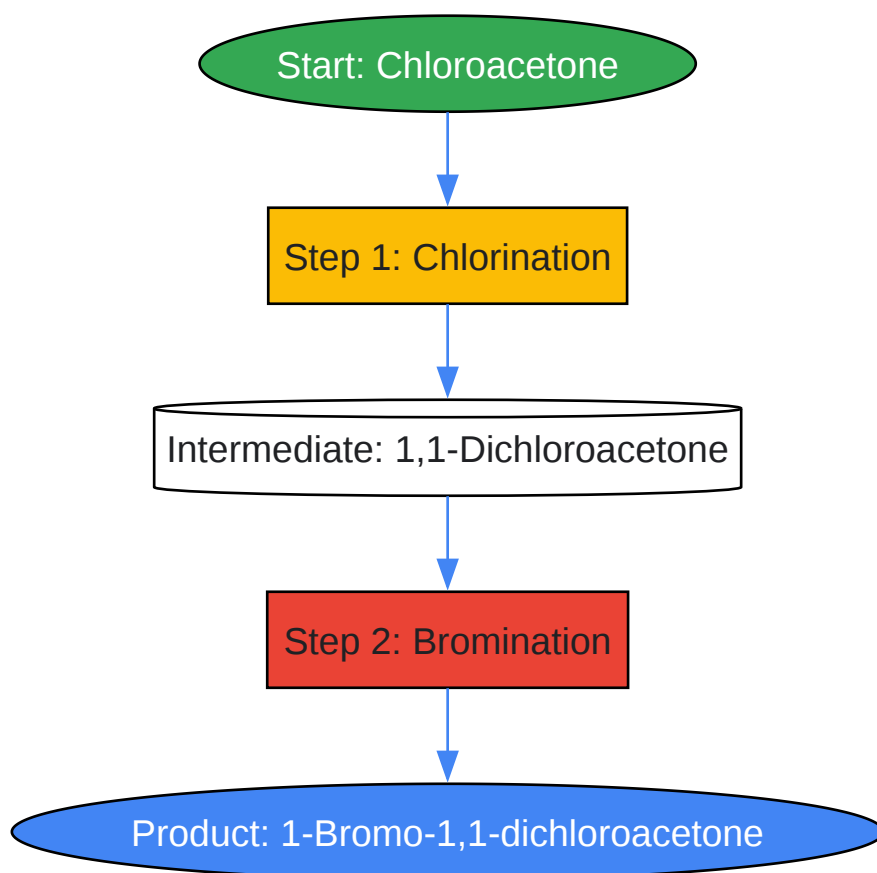 Start: Chloroacetone
Step 1: Chlorination
Intermediate: 1,1-Dichloroacetone
Step 2: Bromination
Product: 1-Bromo-1,1-dichloroacetone